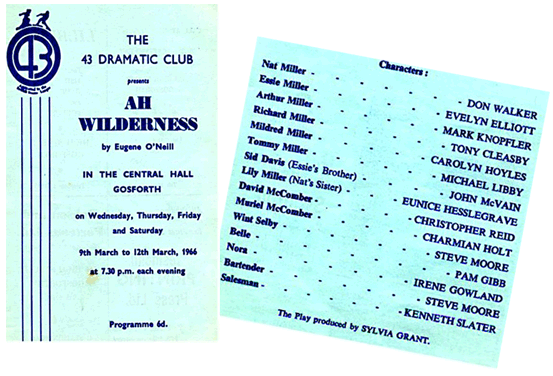 43
THE
43 DRAMATIC CLUB
presents
AH
WILDERNESS
by Eugene O'Neill
IN THE CENTRAL HALL
GOSFORTH
on Wednesday, Thursday, Friday
and Saturday
9th March to 12th March, 1966
at 7.30 p.m. each evening
Programme 6d.
Characters :
Nat Miller - - - - - DON WALKER
Essie Miller - - - - - EVELYN ELLIOTT
Arthur Miller - - - - - MARK KNOPFLER
Richard Miller - - - - - TONY CLEASBY
Mildred Miller - - - - - CAROLYN HOYLES
Tommy Miller - - - - - MICHAEL LIBBY
Sid Davis (Essie's Brother) - - - JOHN McVAIN
Lily Miller (Nat's Sister) - - - EUNICE HESSLEGRAVE
David McComber - - - - CHRISTOPHER REID
Muriel McComber - - - - CHARMIAN HOLT
Wint Selby - - - - - STEVE MOORE
Belle - - - - - PAM GIBB
Nora - - - - - IRENE GOWLAND
Bartender - - - - - STEVE MOORE
Salesman - - - - - KENNETH SLATER
The Play produced by SYLVIA GRANT.